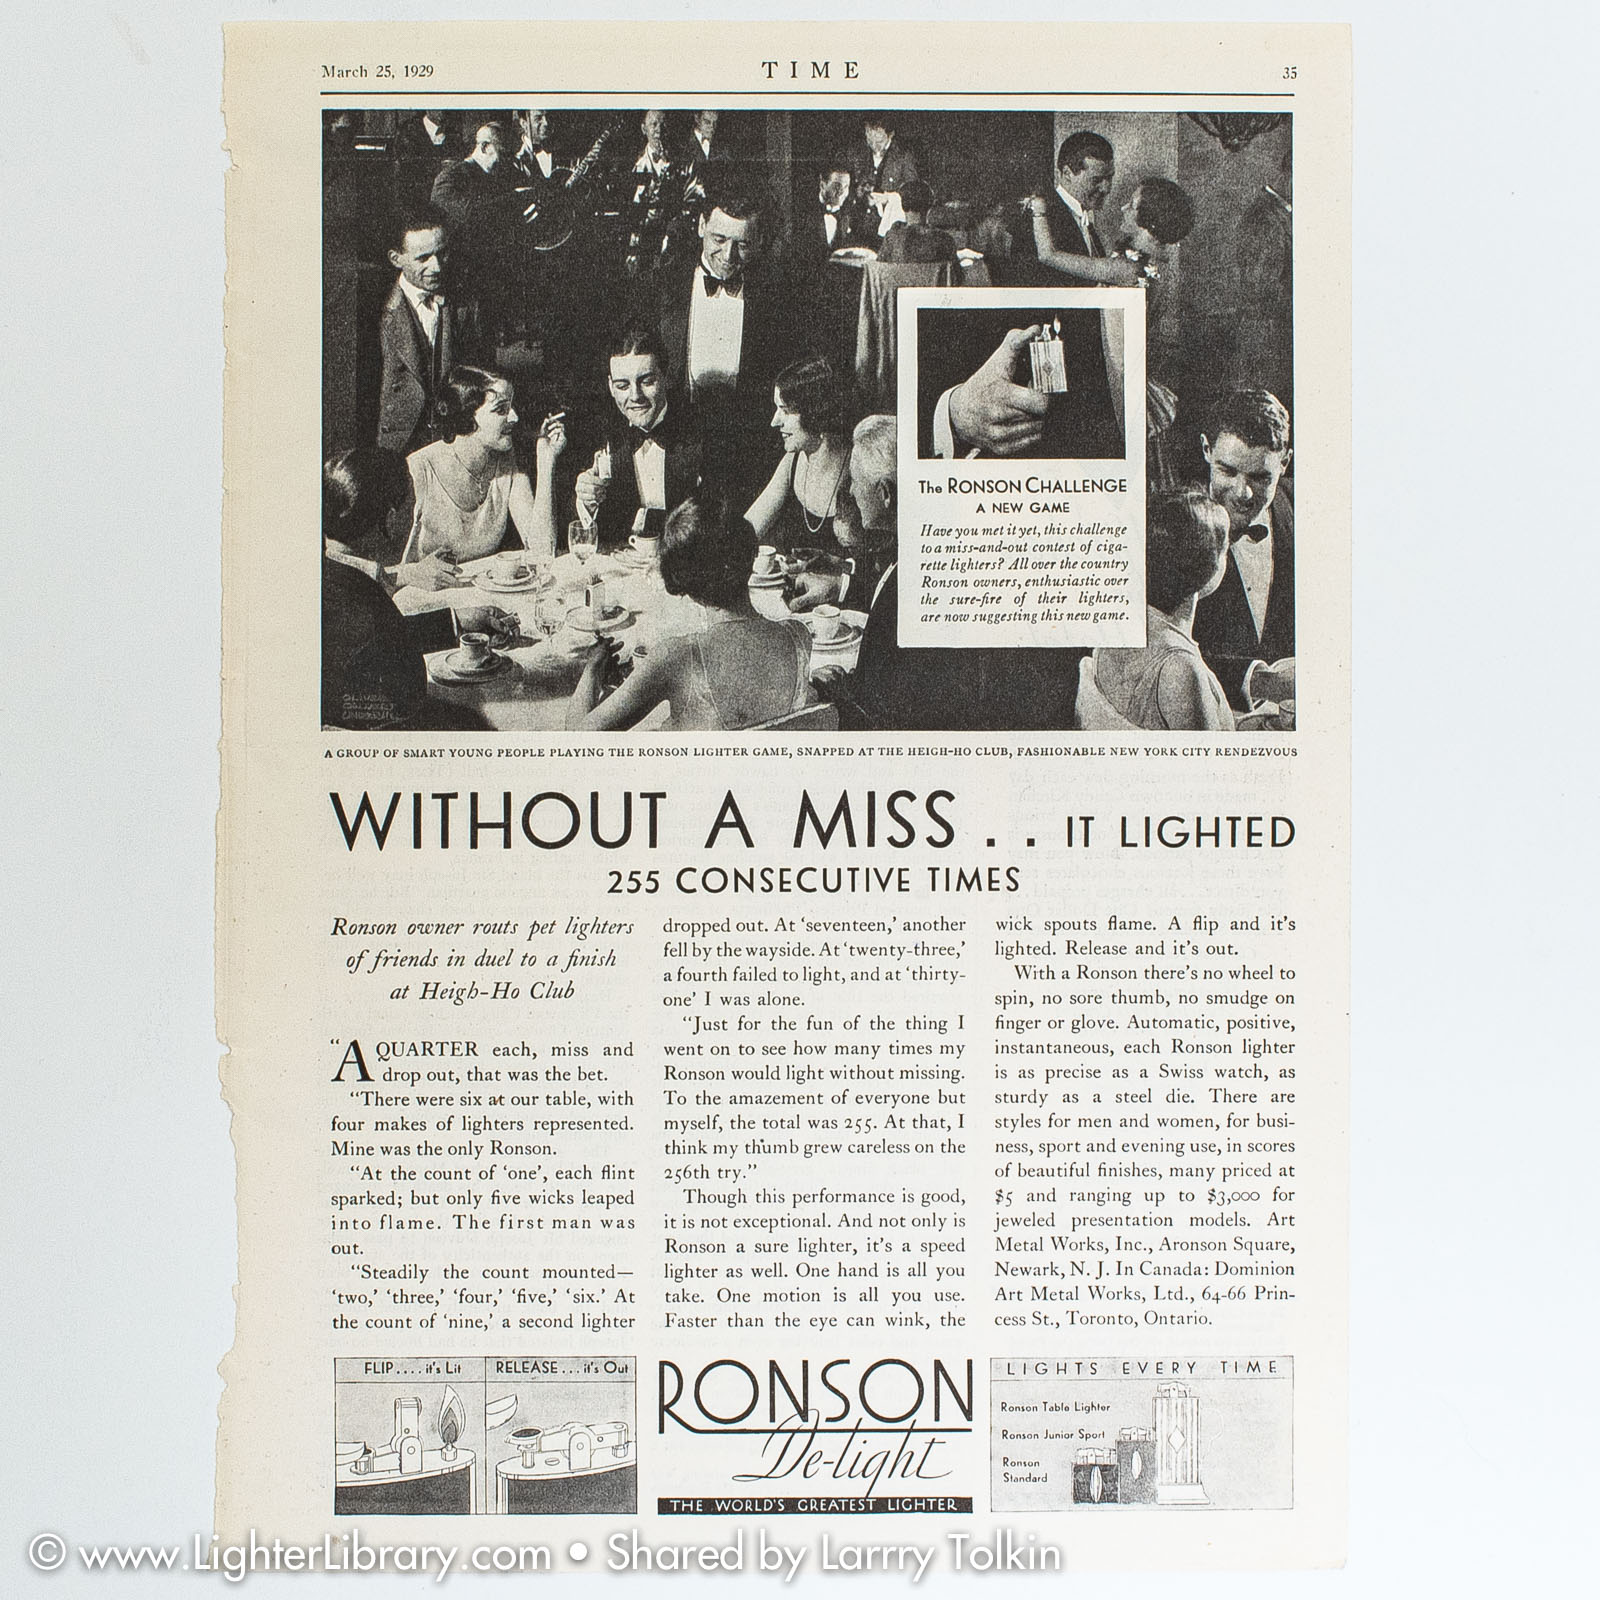 March 25, 1929
TIME
35
The RONSON CHALLENGE
A NEW GAME
Have you met it yet, this challenge
to a miss-and-out contest of ciga-
rette lighters? All over the country
Ronson owners, enthusiastic over
the sure-fire of their lighters,
are now suggesting this new game.
A GROUP OF SMART YOUNG PEOPLE PLAYING THE RONSON LIGHTER GAME, SNAPPED AT THE HEIGH-HO CLUB, FASHIONABLE NEW YORK CITY RENDEZVOUS
WITHOUT A MISS . . IT LIGHTED
255 CONSECUTIVE TIMES
Ronson owner routs pet lighters
of friends in duel to a finish
at Heigh-Ho Club
“A QUARTER each, miss and
drop out, that was the bet.
“There were six at our table, with
four makes of lighters represented.
Mine was the only Ronson.
“At the count of ‘one’, each flint
sparked; but only five wicks leaped
into flame. The first man was
out.
“Steadily the count mounted—
‘two,’ ‘three,’ ‘four,’ ‘five,’ ‘six.’ At
the count of ‘nine,’ a second lighter
dropped out. At ‘seventeen,’ another
fell by the wayside. At ‘twenty-three,’
a fourth failed to light, and at ‘thirty-
one’ I was alone.
“Just for the fun of the thing I
went on to see how many times my
Ronson would light without missing.
To the amazement of everyone but
myself, the total was 255. At that, I
think my thumb grew careless on the
256th try.”
Though this performance is good,
it is not exceptional. And not only is
Ronson a sure lighter, it’s a speed
lighter as well. One hand is all you
take. One motion is all you use.
Faster than the eye can wink, the
wick spouts flame. A flip and it’s
lighted. Release and it’s out.
With a Ronson there’s no wheel to
spin, no sore thumb, no smudge on
finger or glove. Automatic, positive,
instantaneous, each Ronson lighter
is as precise as a Swiss watch, as
sturdy as a steel die. There are
styles for men and women, for busi-
ness, sport and evening use, in scores
of beautiful finishes, many priced at
$5 and ranging up to $3,000 for
jeweled presentation models. Art
Metal Works, Inc., Aronson Square,
Newark, N. J. In Canada: Dominion
Art Metal Works, Ltd., 64-66 Prin-
cess St., Toronto, Ontario.
FLIP.... it's Lit
RELEASE... it's Out
RONSON
De-light
THE WORLD'S GREATEST LIGHTER
LIGHTS EVERY TIME
Ronson Table Lighter
Ronson Junior Sport
Ronson
Standard
© www.LighterLibrary.com • Shared by Larrry Tolkin